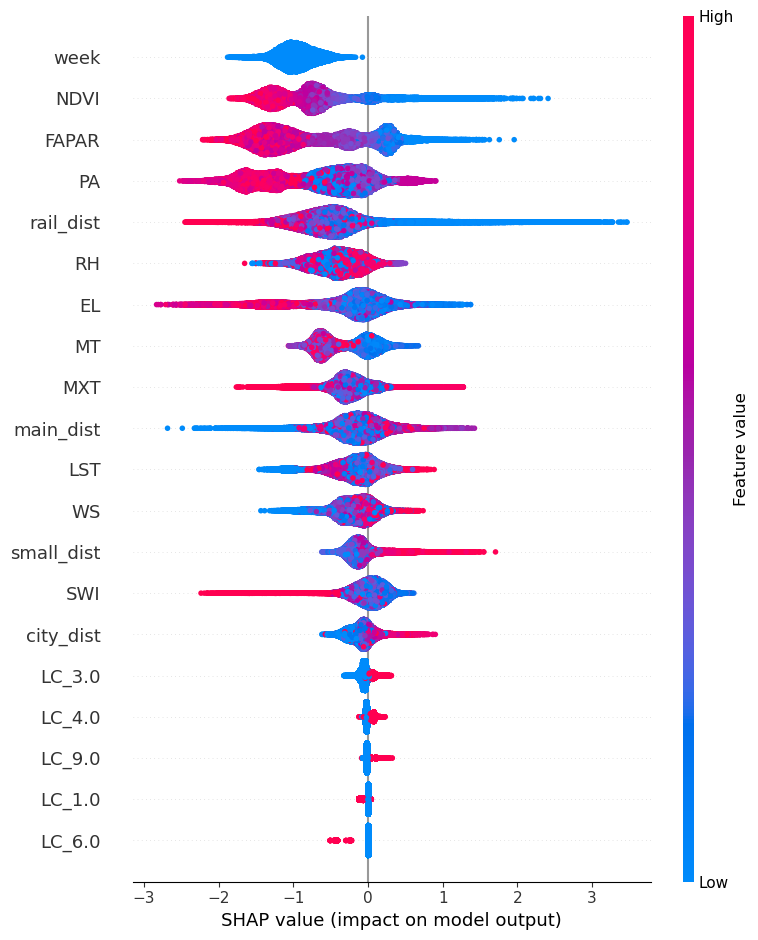 High
week
NDVI
FAPAR
PA
rail_dist
RH
EL
MT
MXT
main_dist
LST
WS
small_dist
SWI
city_dist
LC_3.0
LC_4.0
LC_9.0
LC_1.0
LC_6.0
Feature value
Low
−3 −2 −1 0 1 2 3
SHAP value (impact on model output)